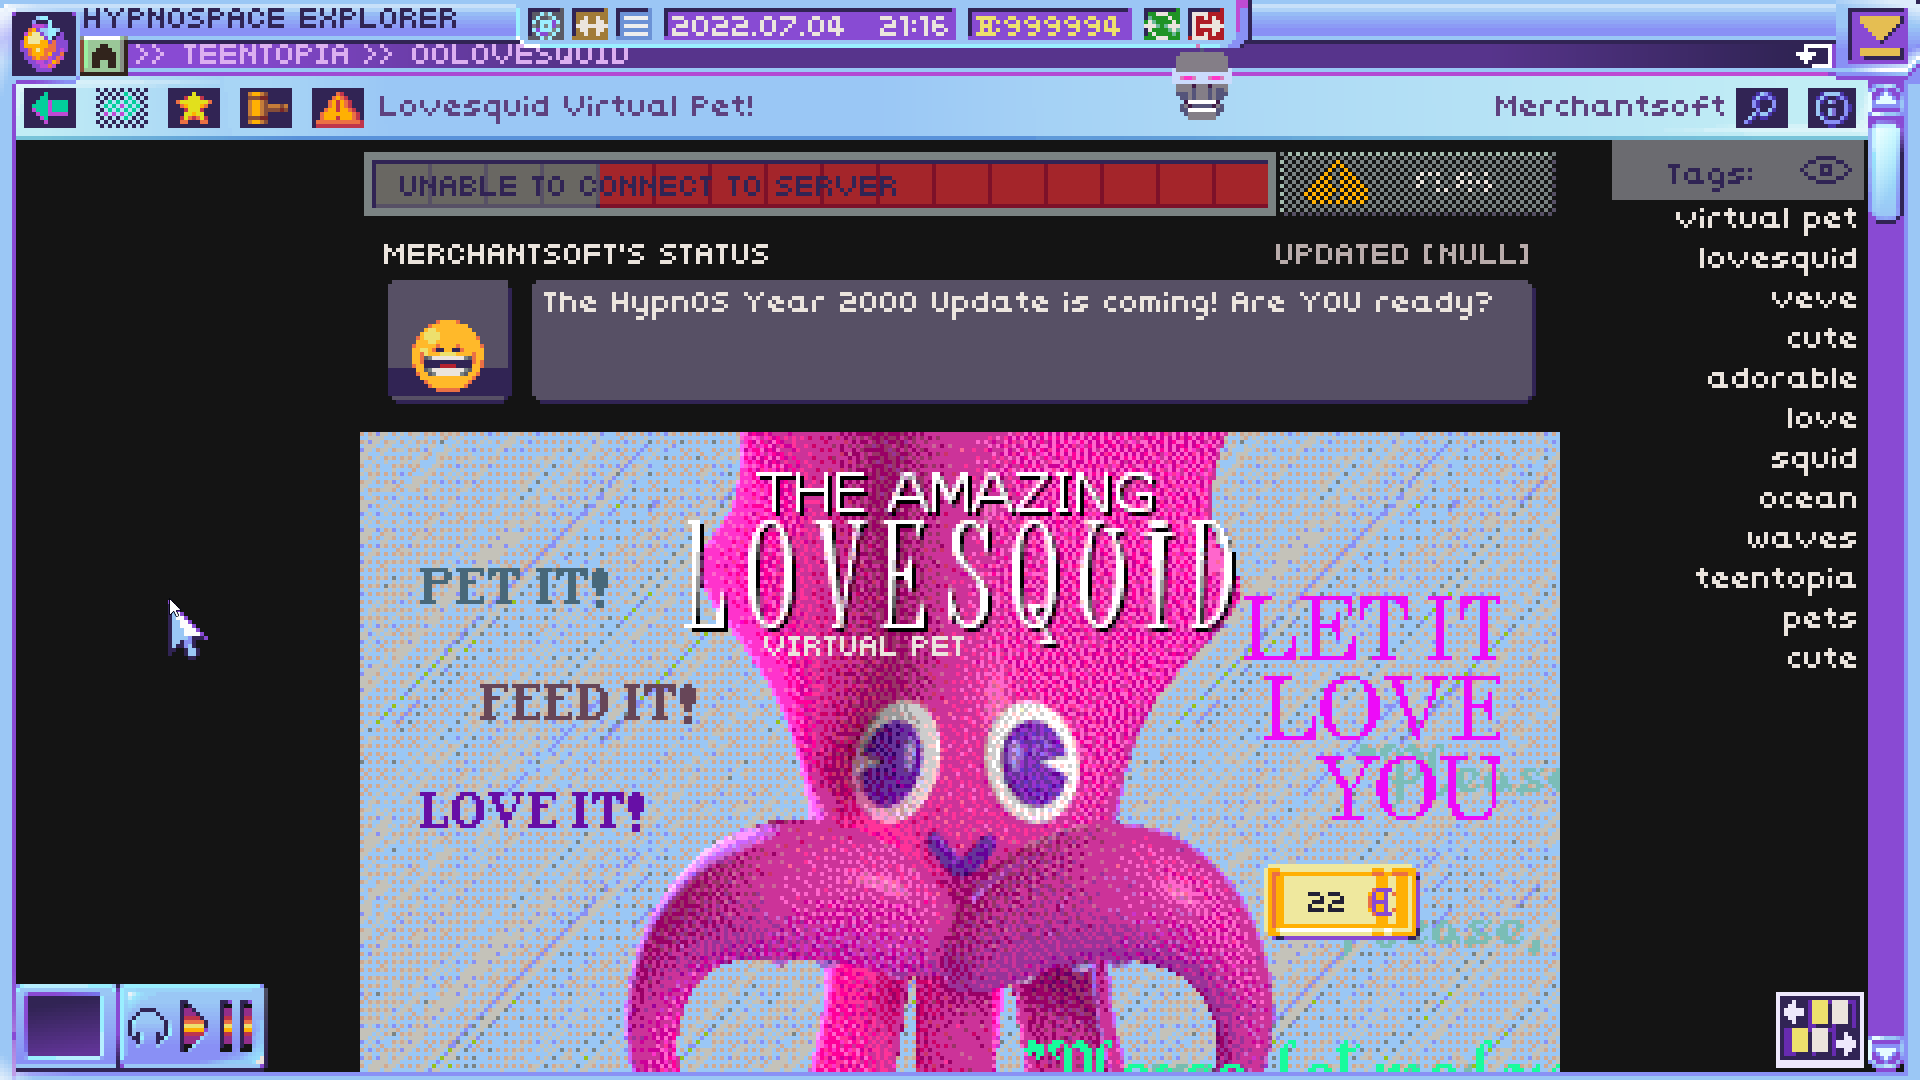 HYPNOSPACE EXPLORER
2022.07.04 21:16
999994
>> TEENTOPIA >> 00LOVESQUID
Lovesquid Virtual Pet!
Merchantsoft
UNABLE TO CONNECT TO SERVER
FLAG
Tags:
virtual pet
lovesquid
veve
cute
adorable
love
squid
ocean
waves
teentopia
pets
cute
MERCHANTSOFT'S STATUS
UPDATED [NULL]
The HypnOS Year 2000 Update is coming! Are YOU ready?
THE AMAZING
LOVESQUID
VIRTUAL PET
PET IT!
FEED IT!
LOVE IT!
LET IT
LOVE
YOU
"Please
22